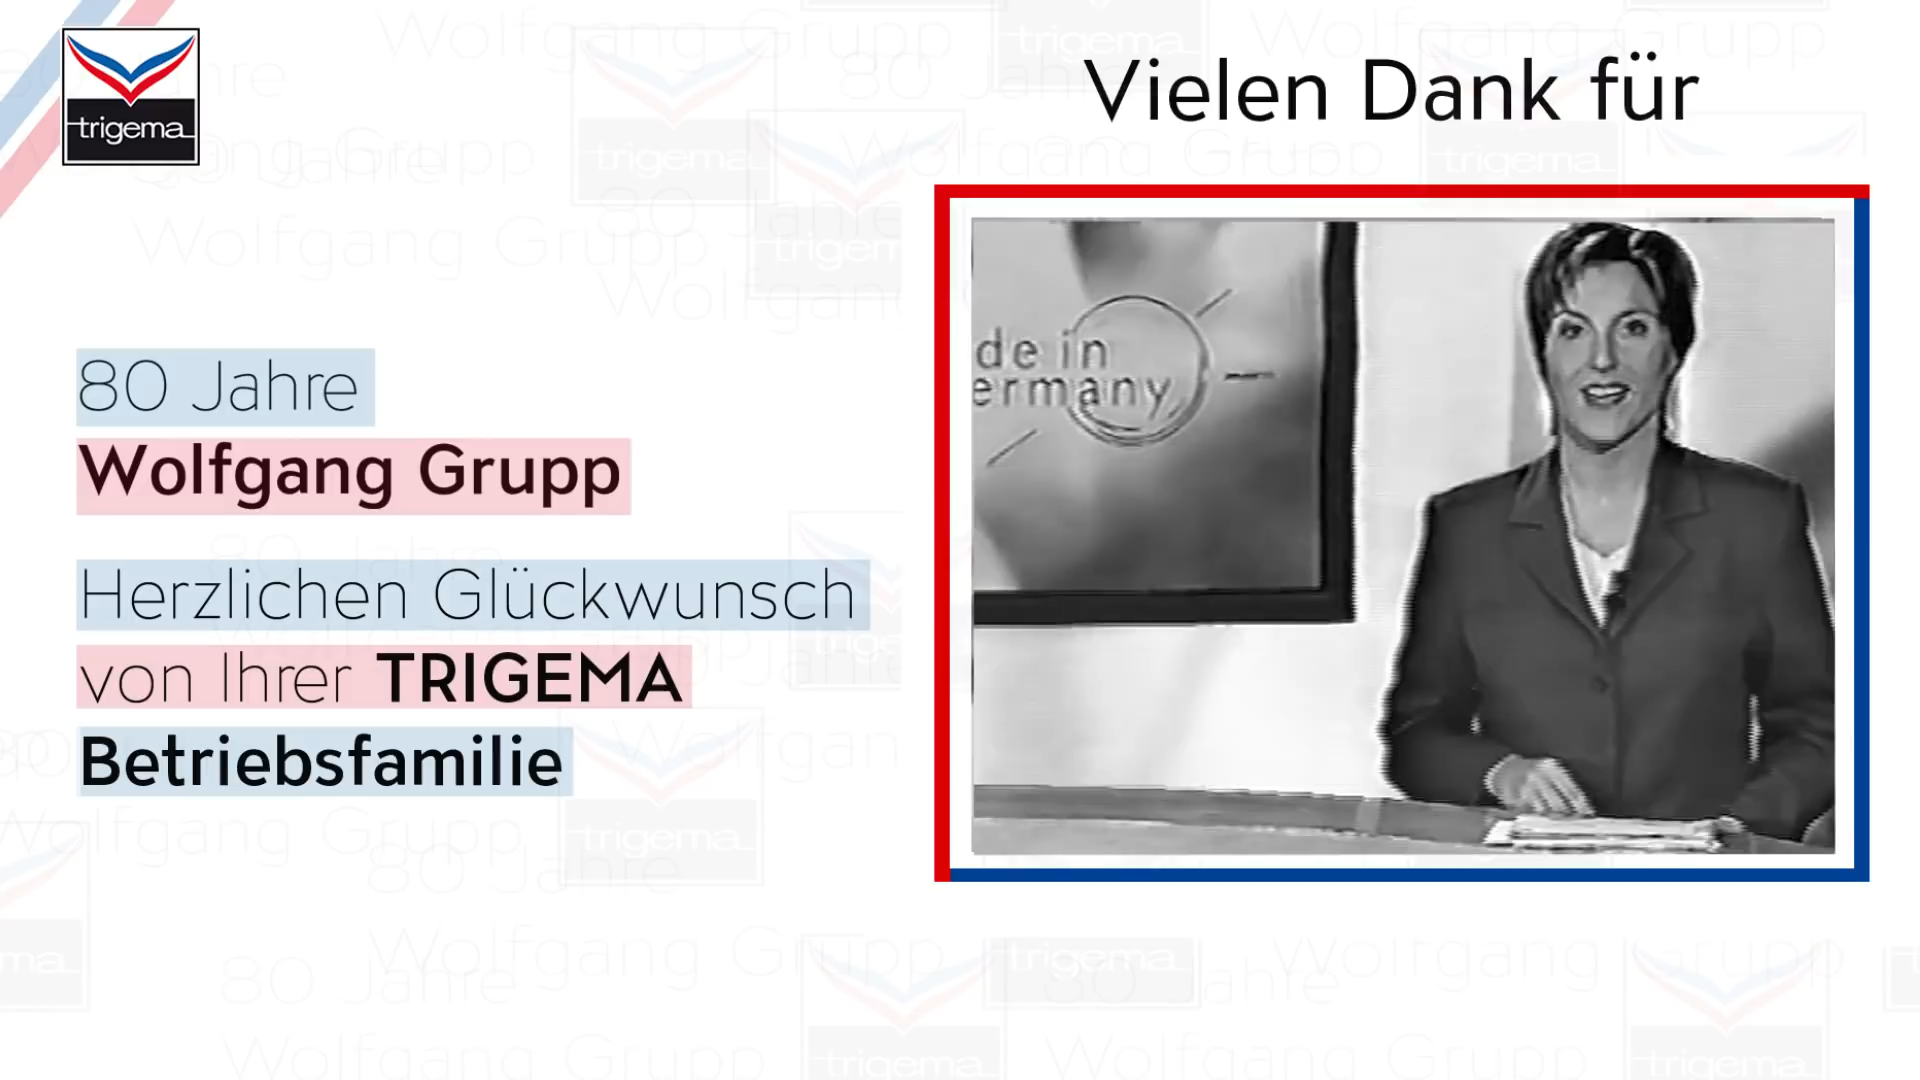 trigema
Vielen Dank für
80 Jahre
Wolfgang Grupp
Herzlichen Glückwunsch
von Ihrer TRIGEMA
Betriebsfamilie
de in
ermany